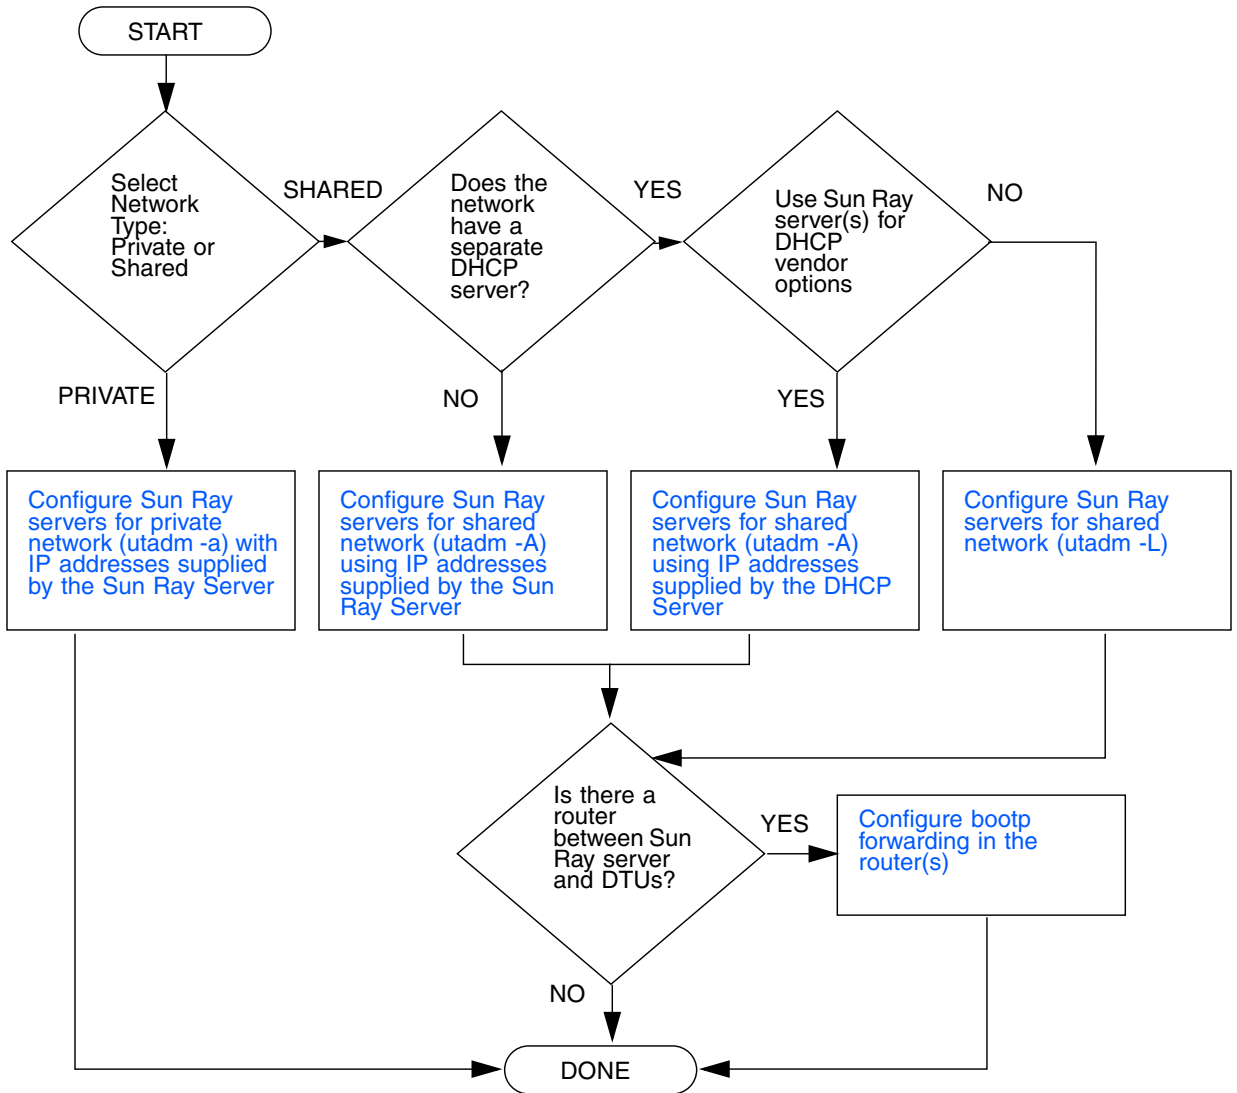 START
Select
Network
Type:
Private or
Shared
SHARED
Does the
network
have a
separate
DHCP
server?
YES
Use Sun Ray
server(s) for
DHCP
vendor
options
NO
PRIVATE
NO
YES
Configure Sun Ray
servers for private
network (utadm -a) with
IP addresses supplied
by the Sun Ray Server
Configure Sun Ray
servers for shared
network (utadm -A)
using IP addresses
supplied by the Sun
Ray Server
Configure Sun Ray
servers for shared
network (utadm -A)
using IP addresses
supplied by the DHCP
Server
Configure Sun Ray
servers for shared
network (utadm -L)
Is there a
router
between Sun
Ray server
and DTUs?
YES
Configure bootp
forwarding in the
router(s)
NO
DONE